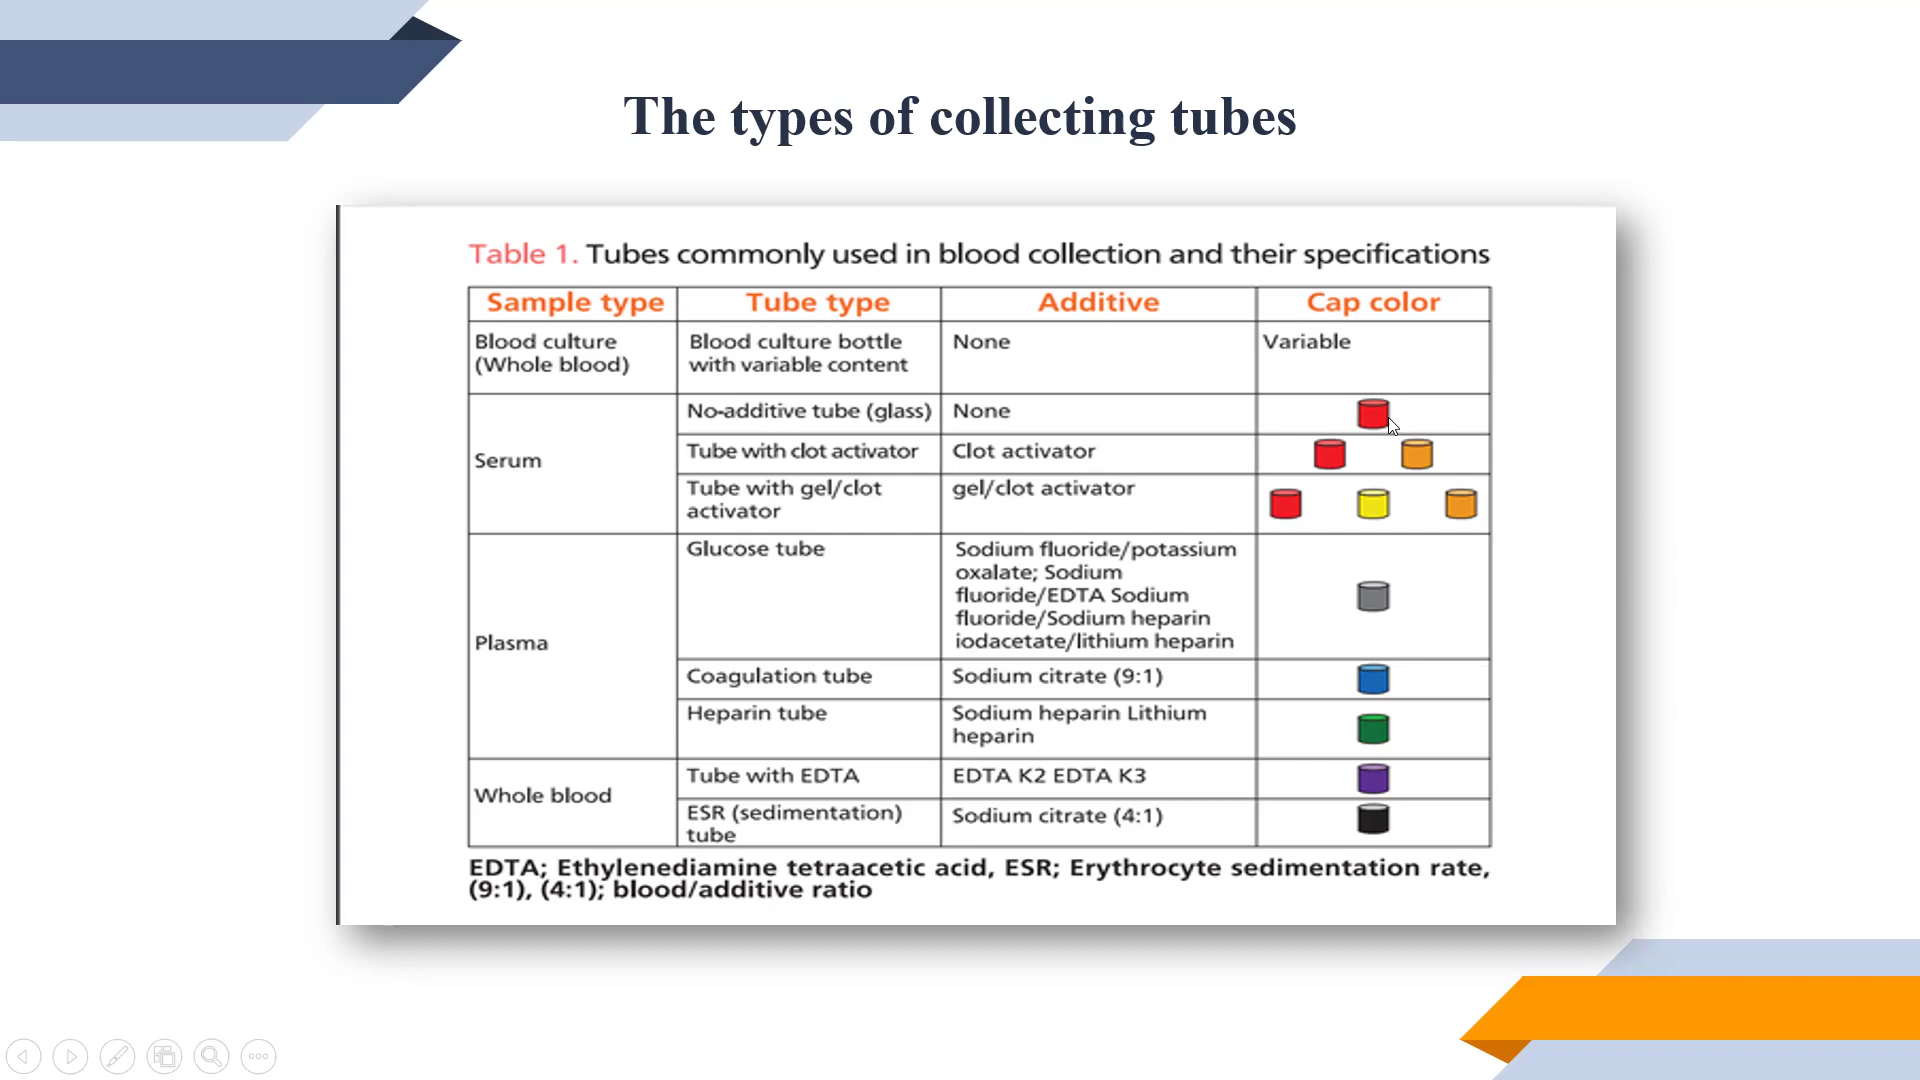 The types of collecting tubes
Table 1. Tubes commonly used in blood collection and their specifications
Sample type Tube type Additive Cap color
Blood culture
(Whole blood)
Blood culture bottle
with variable content
None
Variable
Serum
No-additive tube (glass)
None
Tube with clot activator
Clot activator
Tube with gel/clot
activator
gel/clot activator
Plasma
Glucose tube
Sodium fluoride/potassium
oxalate; Sodium
fluoride/EDTA Sodium
fluoride/Sodium heparin
iodacetate/lithium heparin
Coagulation tube
Sodium citrate (9:1)
Heparin tube
Sodium heparin Lithium
heparin
Whole blood
Tube with EDTA
EDTA K2 EDTA K3
ESR (sedimentation)
tube
Sodium citrate (4:1)
EDTA; Ethylenediamine tetraacetic acid, ESR; Erythrocyte sedimentation rate,
(9:1), (4:1); blood/additive ratio